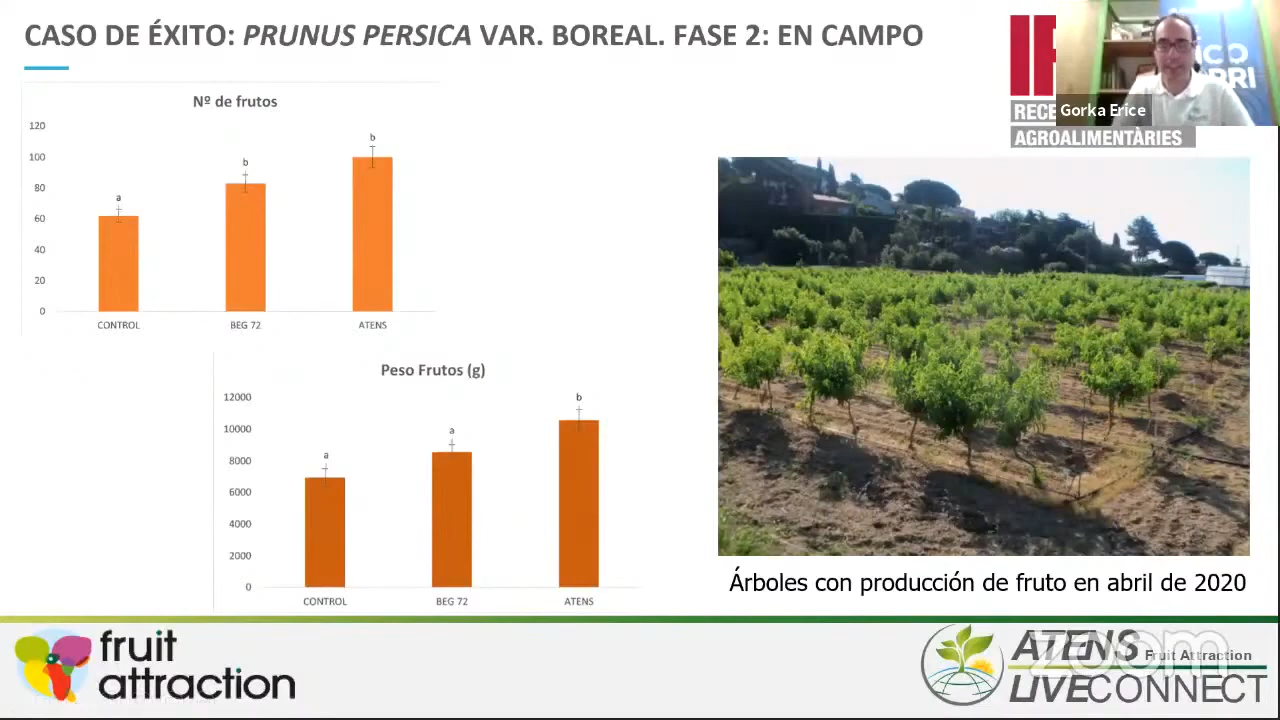 CASO DE ÉXITO: PRUNUS PERSICA VAR. BOREAL. FASE 2: EN CAMPO
Gorka Erice
RECE
AGROALIMENTÀRIES
Nº de frutos
120
100
80
60
40
20
0
a
b
b
CONTROL
BEG 72
ATENS
Peso Frutos (g)
12000
10000
8000
6000
4000
2000
0
a
a
b
CONTROL
BEG 72
ATENS
Árboles con producción de fruto en abril de 2020
fruit
attraction
ATENS Fruit Attraction
LIVECONNECT
zoom